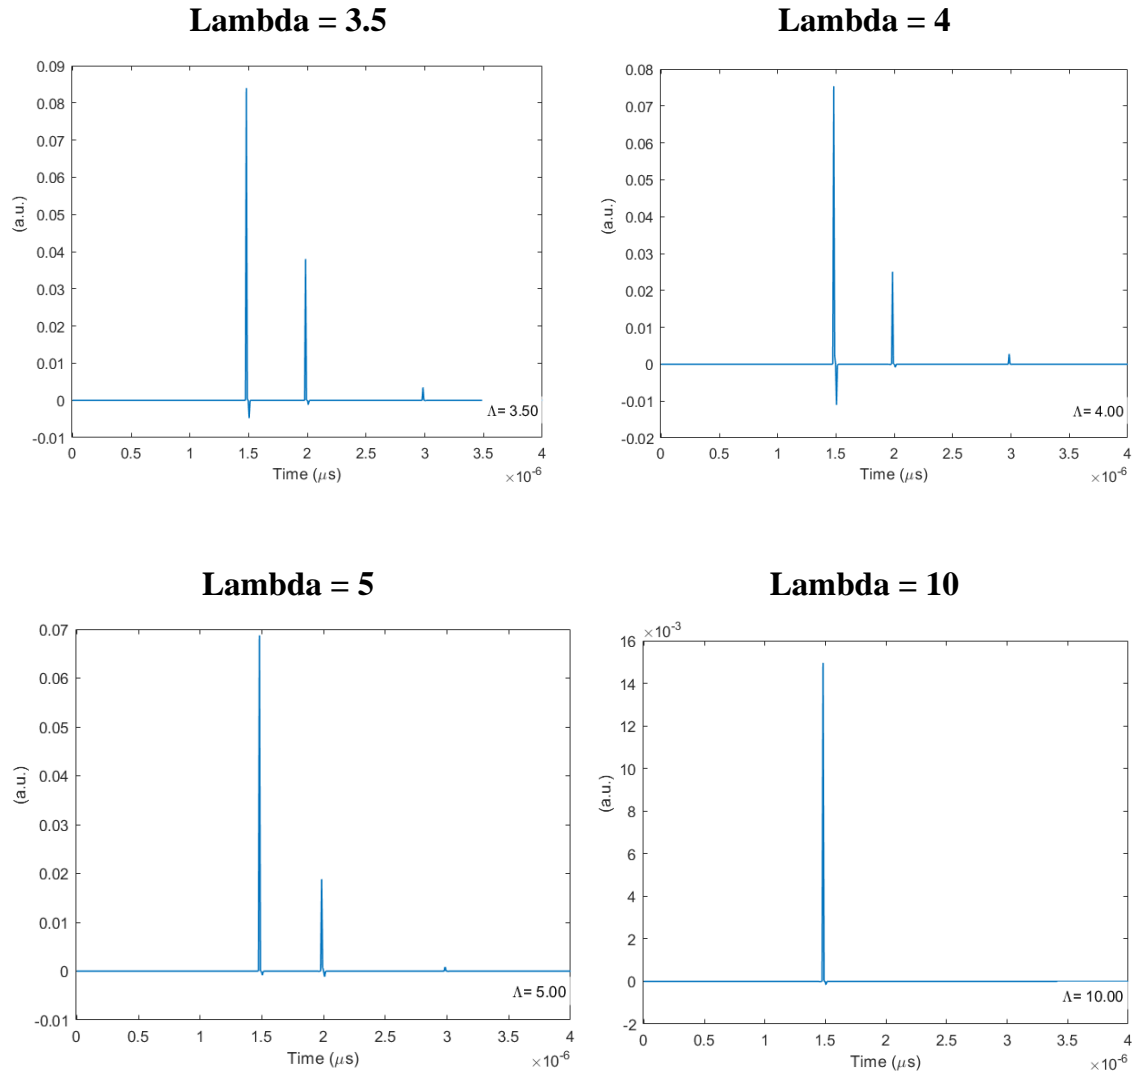 Lambda = 3.5
0.09
0.08
0.07
0.06
0.05
0.04
0.03
0.02
0.01
0
-0.01
(a.u.)
Λ= 3.50
0 0.5 1 1.5 2 2.5 3 3.5 4
Time (μs)
×10-6
Lambda = 4
0.08
0.07
0.06
0.05
0.04
0.03
0.02
0.01
0
-0.01
-0.02
(a.u.)
Λ= 4.00
0 0.5 1 1.5 2 2.5 3 3.5 4
Time (μs)
×10-6
Lambda = 5
0.07
0.06
0.05
0.04
0.03
0.02
0.01
0
-0.01
(a.u.)
Λ= 5.00
0 0.5 1 1.5 2 2.5 3 3.5 4
Time (μs)
×10-6
Lambda = 10
×10-3
16
14
12
10
8
6
4
2
0
-2
(a.u.)
Λ= 10.00
0 0.5 1 1.5 2 2.5 3 3.5 4
Time (μs)
×10-6